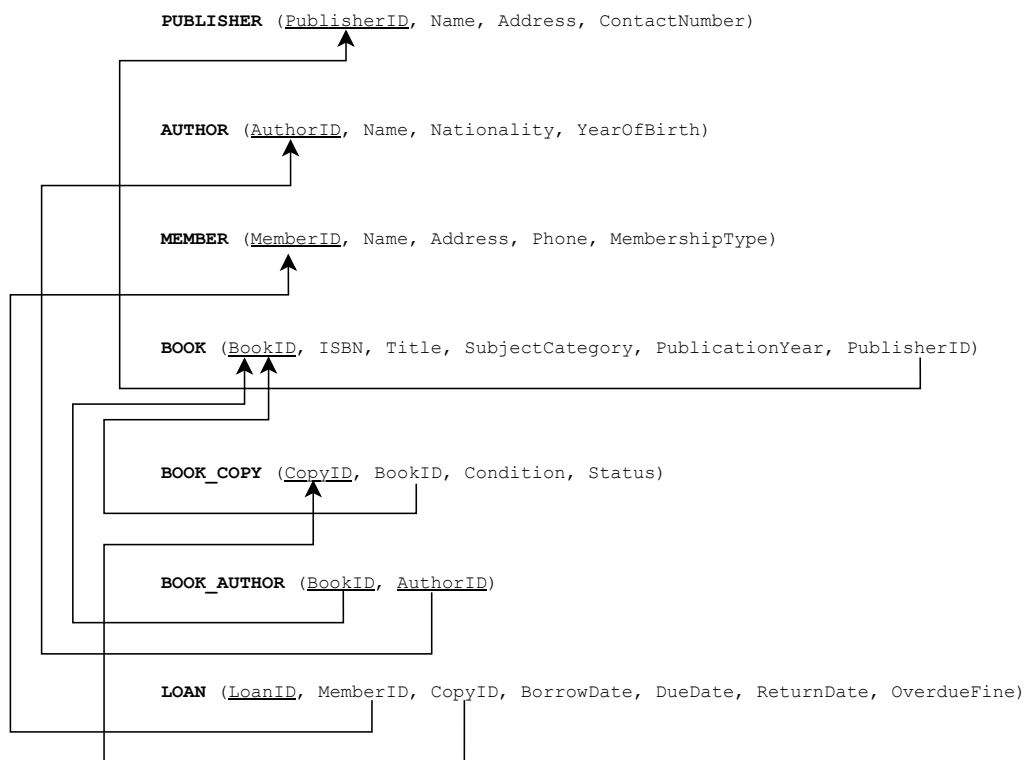 PUBLISHER (PublisherID, Name, Address, ContactNumber)
AUTHOR (AuthorID, Name, Nationality, YearOfBirth)
MEMBER (MemberID, Name, Address, Phone, MembershipType)
BOOK (BookID, ISBN, Title, SubjectCategory, PublicationYear, PublisherID)
BOOK_COPY (CopyID, BookID, Condition, Status)
BOOK_AUTHOR (BookID, AuthorID)
LOAN (LoanID, MemberID, CopyID, BorrowDate, DueDate, ReturnDate, OverdueFine)